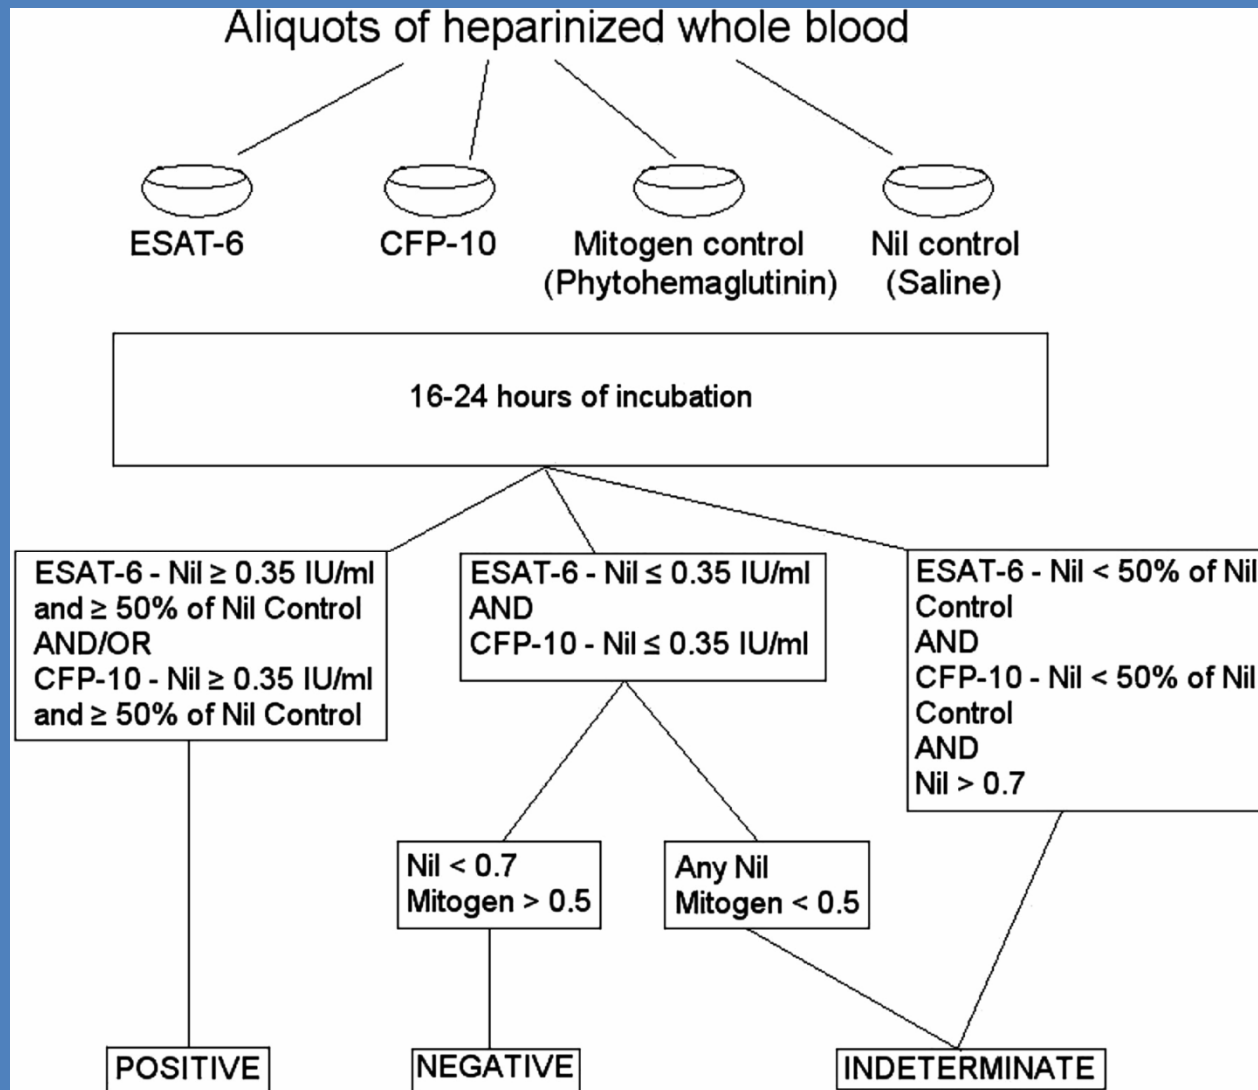 Aliquots of heparinized whole blood
ESAT-6
CFP-10
Mitogen control
(Phytohemaglutinin)
Nil control
(Saline)
16-24 hours of incubation
ESAT-6 - Nil ≥ 0.35 IU/ml
and ≥ 50% of Nil Control
AND/OR
CFP-10 - Nil ≥ 0.35 IU/ml
and ≥ 50% of Nil Control
ESAT-6 - Nil ≤ 0.35 IU/ml
AND
CFP-10 - Nil ≤ 0.35 IU/ml
ESAT-6 - Nil < 50% of Nil
Control
AND
CFP-10 - Nil < 50% of Nil
Control
AND
Nil > 0.7
Nil < 0.7
Mitogen > 0.5
Any Nil
Mitogen < 0.5
POSITIVE
NEGATIVE
INDETERMINATE